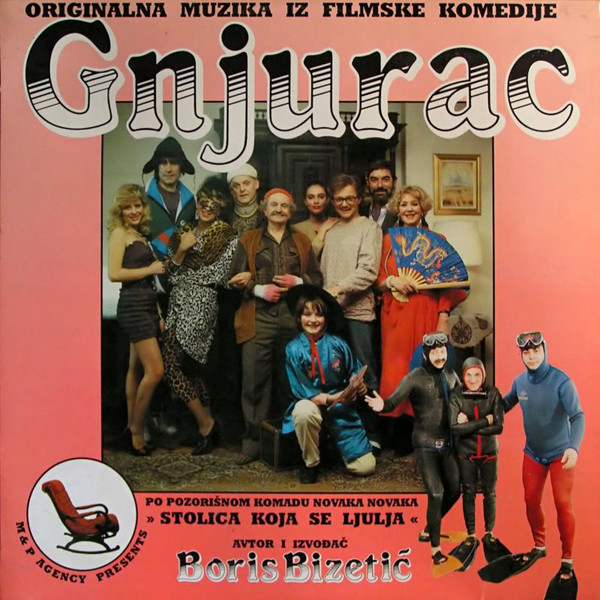 ORIGINALNA MUZIKA IZ FILMSKE KOMEDIJE
Gnjurac
PO POZORIŠNOM KOMADU NOVAKA NOVAKA
» STOLICA KOJA SE LJULJA «
AVTOR I IZVOĐAČ
Boris Bizetič
M & P AGENCY PRESENTS